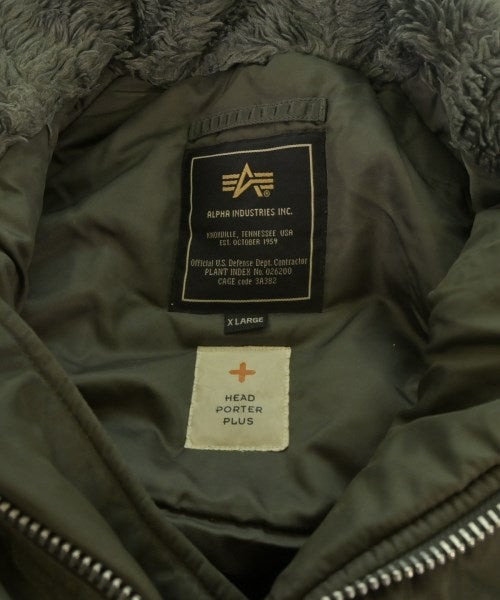 ALPHA INDUSTRIES INC.
KNOXVILLE, TENNESSEE USA
EST. OCTOBER 1959
Official U.S. Defense Dept. Contractor
PLANT INDEX No. 026200
CAGE code 3A382
X LARGE
HEAD
PORTER
PLUS